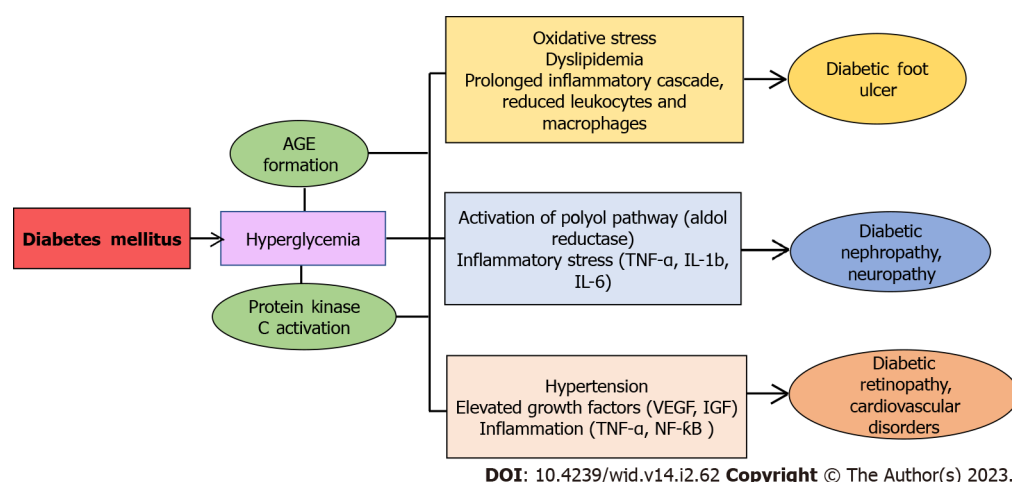 Diabetes mellitus
Hyperglycemia
AGE
formation
Protein kinase
C activation
Oxidative stress
Dyslipidemia
Prolonged inflammatory cascade,
reduced leukocytes and
macrophages
Diabetic foot
ulcer
Activation of polyol pathway (aldol
reductase)
Inflammatory stress (TNF-α, IL-1b,
IL-6)
Diabetic
nephropathy,
neuropathy
Hypertension
Elevated growth factors (VEGF, IGF)
Inflammation (TNF-α, NF-ḱB )
Diabetic
retinopathy,
cardiovascular
disorders
DOI: 10.4239/wjd.v14.i2.62 Copyright © The Author(s) 2023.